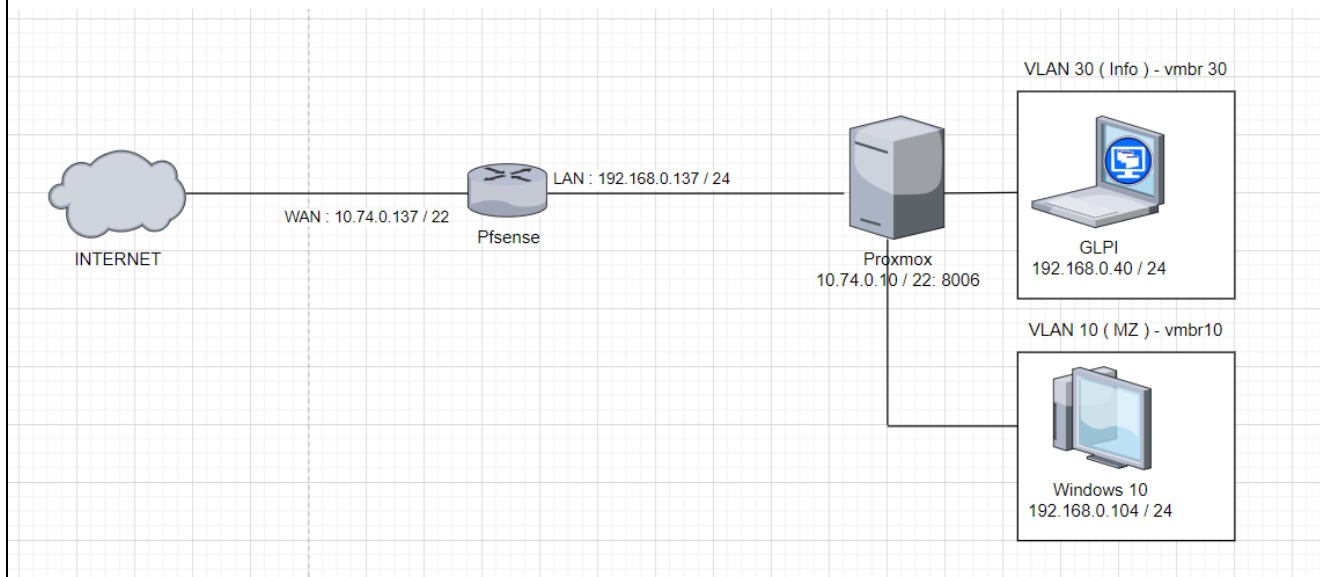 VLAN 30 ( Info ) - vmbr 30
LAN : 192.168.0.137 / 24
WAN : 10.74.0.137 / 22
Pfsense
INTERNET
Proxmox
10.74.0.10 / 22: 8006
GLPI
192.168.0.40 / 24
VLAN 10 ( MZ ) - vmbr10
Windows 10
192.168.0.104 / 24